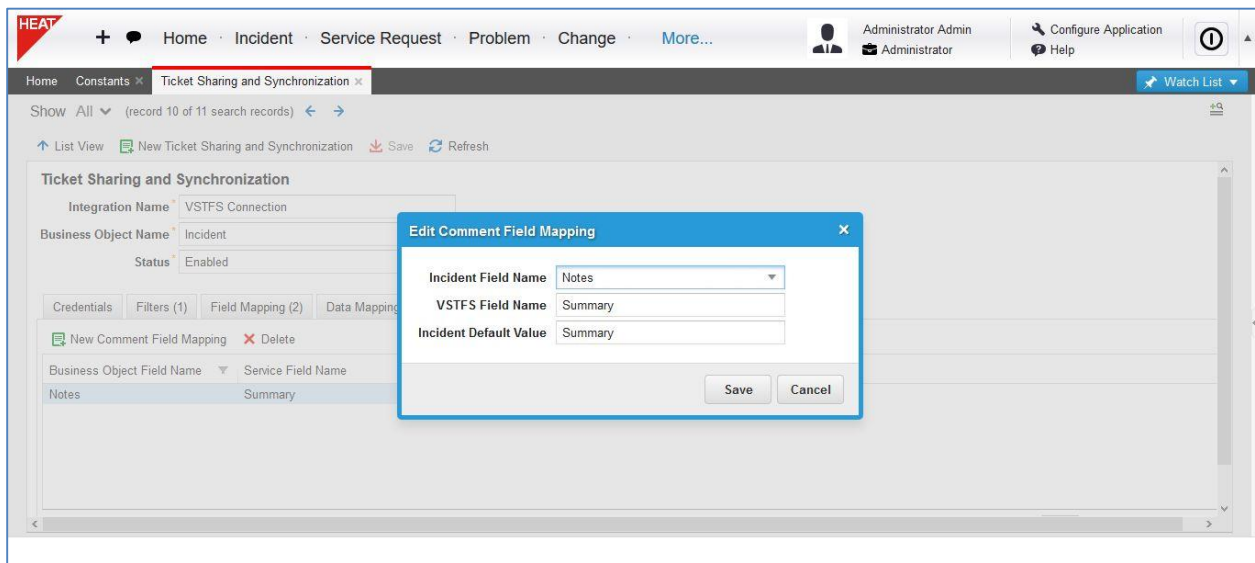 HEAT
Home · Incident · Service Request · Problem · Change · More...
Administrator Admin
Administrator
Configure Application
Help
Home Constants Ticket Sharing and Synchronization
Watch List
Show All (record 10 of 11 search records)
List View New Ticket Sharing and Synchronization Save Refresh
Ticket Sharing and Synchronization
Integration Name * VSTFS Connection
Business Object Name * Incident
Status * Enabled
Credentials Filters (1) Field Mapping (2) Data Mapping
New Comment Field Mapping Delete
Business Object Field Name Service Field Name
Notes Summary
Edit Comment Field Mapping
Incident Field Name Notes
VSTFS Field Name Summary
Incident Default Value Summary
Save Cancel